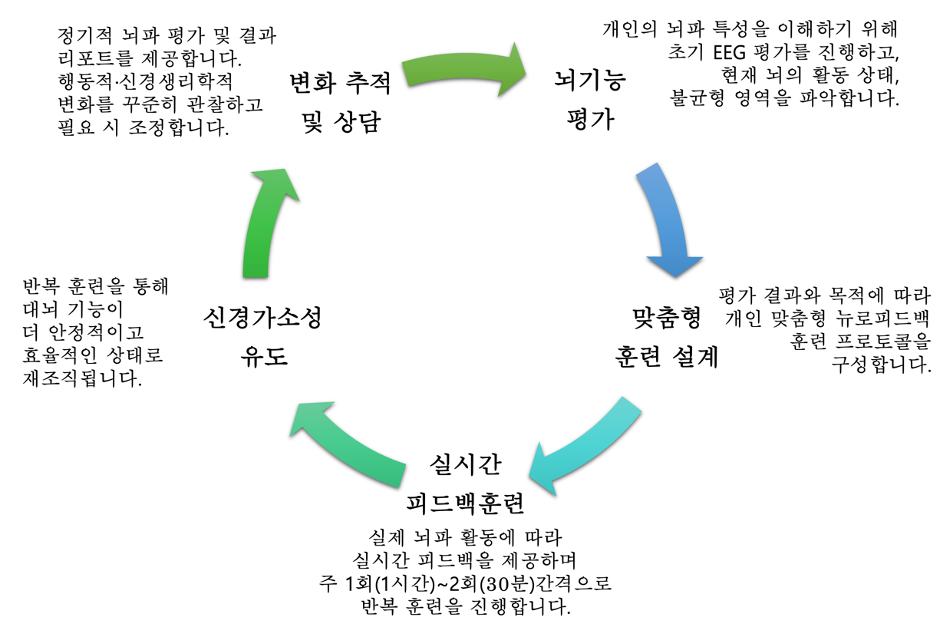 정기적 뇌파 평가 및 결과
리포트를 제공합니다.
행동적·신경생리학적
변화를 꾸준히 관찰하고
필요 시 조정합니다.
변화 추적
및 상담
뇌기능
평가
개인의 뇌파 특성을 이해하기 위해
초기 EEG 평가를 진행하고,
현재 뇌의 활동 상태,
불균형 영역을 파악합니다.
맞춤형
훈련 설계
평가 결과와 목적에 따라
개인 맞춤형 뉴로피드백
훈련 프로토콜을
구성합니다.
실시간
피드백훈련
실제 뇌파 활동에 따라
실시간 피드백을 제공하며
주 1회(1시간)~2회(30분)간격으로
반복 훈련을 진행합니다.
신경가소성
유도
반복 훈련을 통해
대뇌 기능이
더 안정적이고
효율적인 상태로
재조직됩니다.